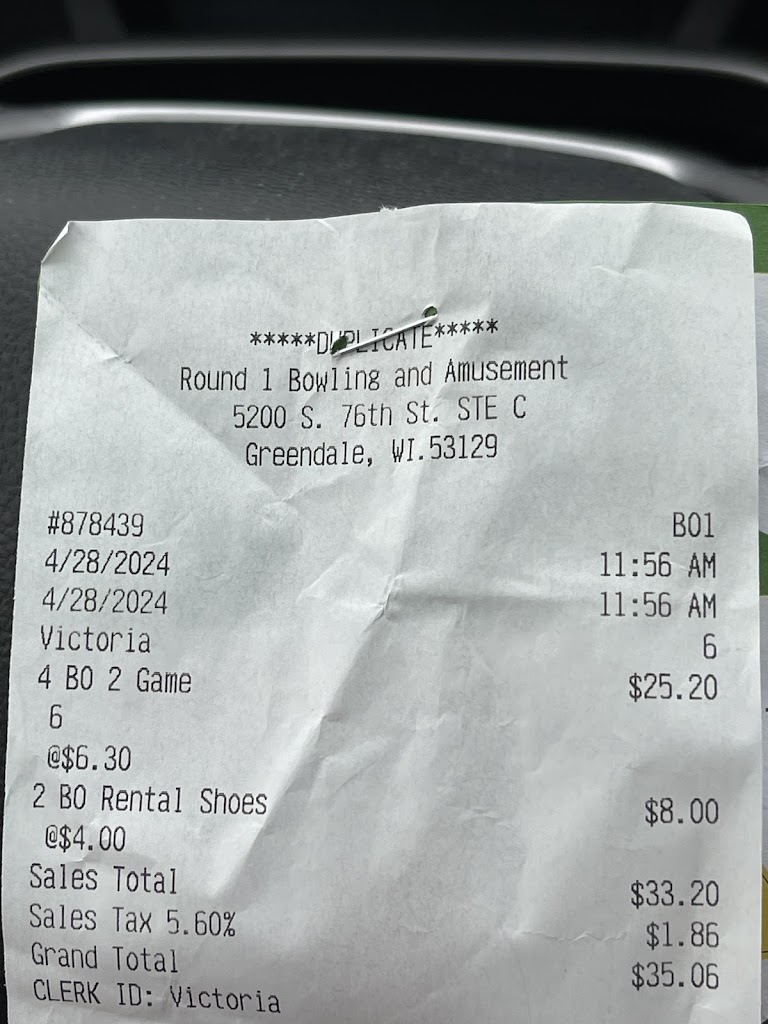 *****DUPLICATE*****
Round 1 Bowling and Amusement
5200 S. 76th St. STE C
Greendale, WI.53129
#878439 B01
4/28/2024 11:56 AM
4/28/2024 11:56 AM
Victoria 6
4 BO 2 Game $25.20
6
@$6.30
2 BO Rental Shoes $8.00
@$4.00
Sales Total $33.20
Sales Tax 5.60% $1.86
Grand Total $35.06
CLERK ID: Victoria